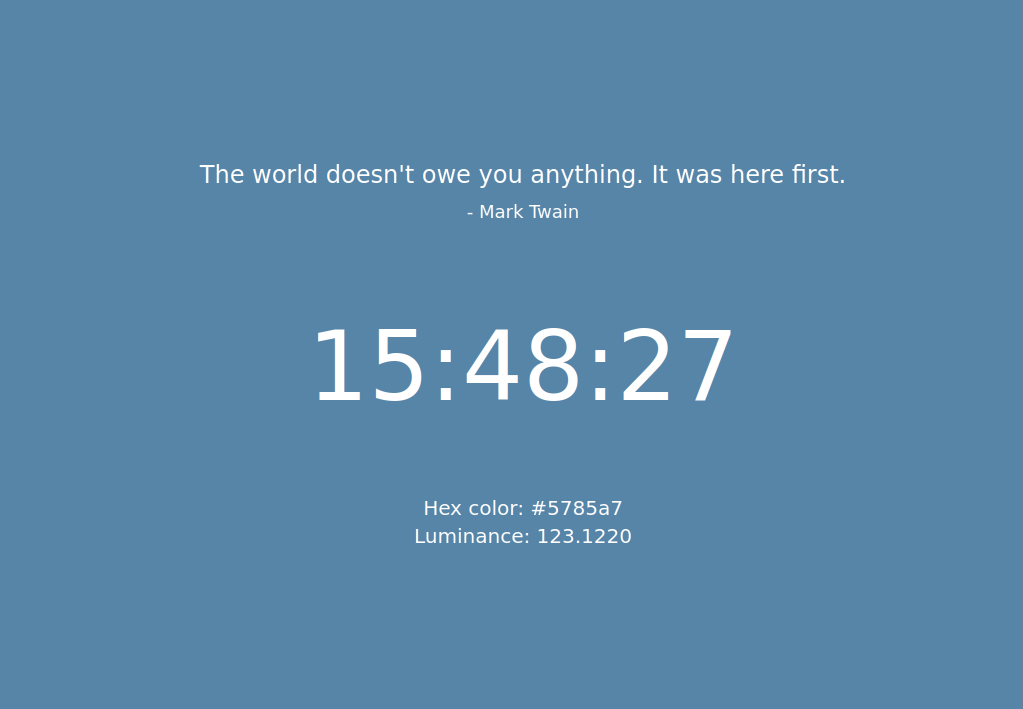 The world doesn't owe you anything. It was here first.
- Mark Twain
15:48:27
Hex color: #5785a7
Luminance: 123.1220